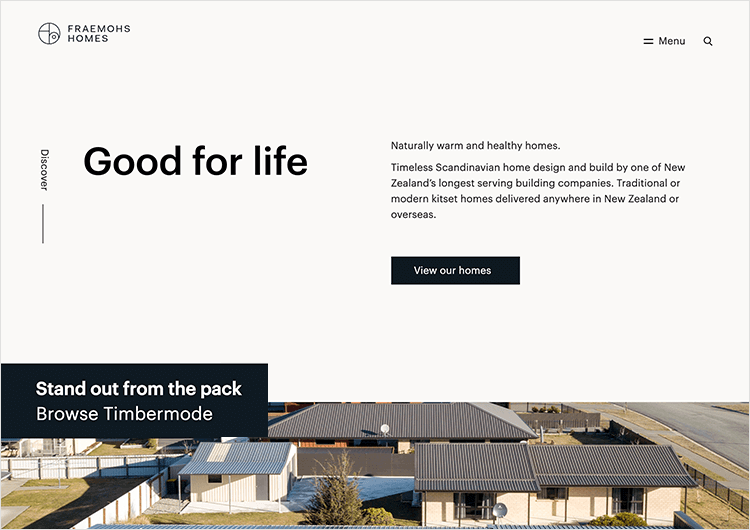 FRAEMOHS
HOMES
Menu
Discover
Good for life
Naturally warm and healthy homes.
Timeless Scandinavian home design and build by one of New
Zealand’s longest serving building companies. Traditional or
modern kitset homes delivered anywhere in New Zealand or
overseas.
View our homes
Stand out from the pack
Browse Timbermode